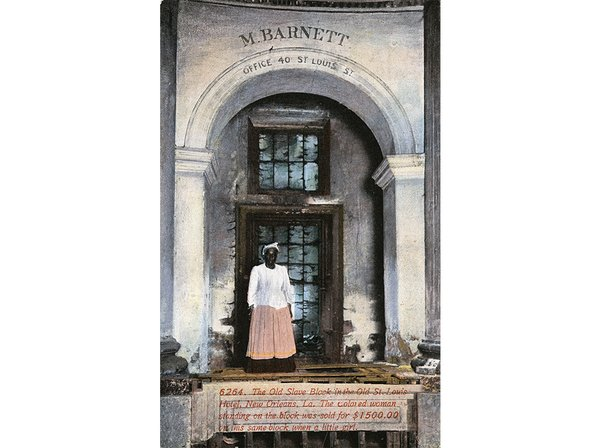 M. BARNETT.
OFFICE 40 ST LOUIS ST
6264. The Old Slave Block in the Old St. Louis
Hotel, New Orleans, La. The Colored woman
standing on the block was sold for $1500.00
on this same block when a little girl.